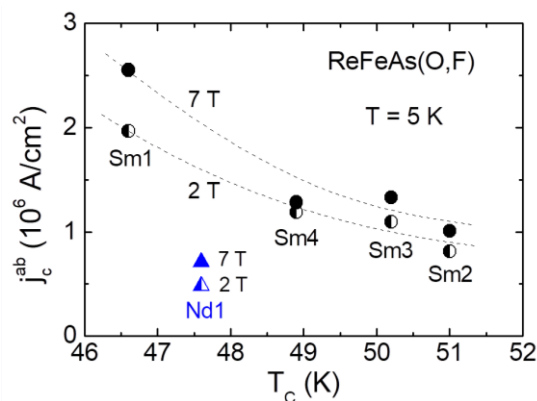 3
2
1
0
j_c^ab (10^6 A/cm^2)
ReFeAs(O,F)
T = 5 K
7 T
2 T
Sm1
Sm4
Sm3
Sm2
7 T
2 T
Nd1
46 47 48 49 50 51 52
T_C (K)